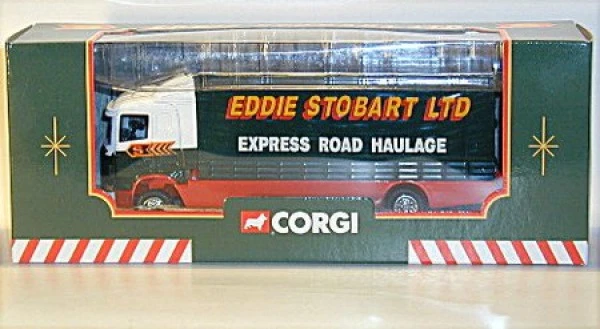 EDDIE STOBART LTD
EXPRESS ROAD HAULAGE
S
CORGI